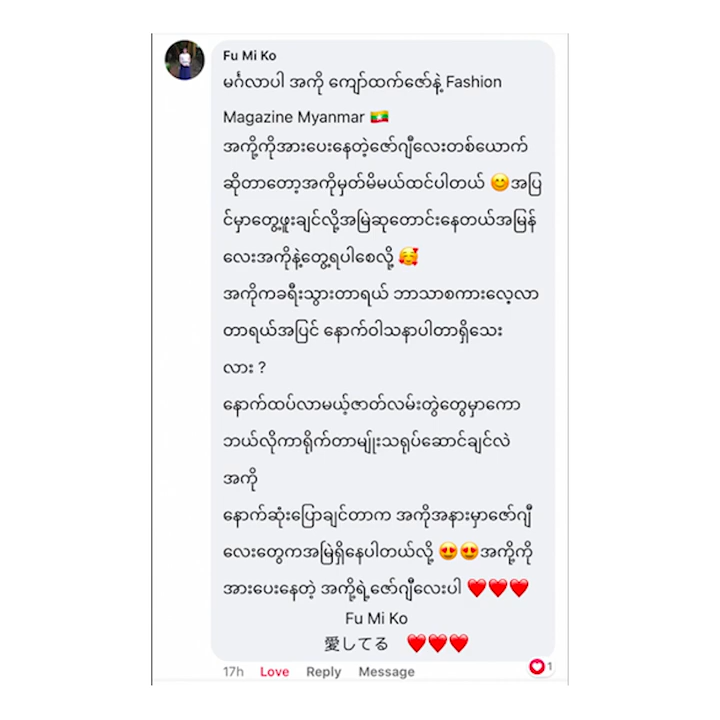 Fu Mi Ko
မင်္ဂလာပါ အကို ကျော်ထက်ဇော်နဲ့ Fashion
Magazine Myanmar 🇲🇲
အကို့ကိုအားပေးနေတဲ့ဇော်ဂျီလေးတစ်ယောက်
ဆိုတာတော့အကိုမှတ်မိမယ်ထင်ပါတယ် 😊အပြ
င်မှာတွေ့ဖူးချင်လို့အမြဲဆုတောင်းနေတယ်အမြန်
လေးအကိုနဲ့တွေ့ရပါစေလို့ 🥰
အကိုကခရီးသွားတာရယ် ဘာသာစကားလေ့လာ
တာရယ်အပြင် နောက်ဝါသနာပါတာရှိသေး
လား ?
နောက်ထပ်လာမယ့်ဇာတ်လမ်းတွဲတွေမှာကော
ဘယ်လိုကာရိုက်တာမျိုးသရုပ်ဆောင်ချင်လဲ
အကို
နောက်ဆုံးပြောချင်တာက အကိုအနားမှာဇော်ဂျီ
လေးတွေကအမြဲရှိနေပါတယ်လို့ 😍😍အကို့ကို
အားပေးနေတဲ့ အကို့ရဲ့ဇော်ဂျီလေးပါ ❤️❤️❤️
Fu Mi Ko
愛してる ❤️❤️❤️
17h Love Reply Message 1